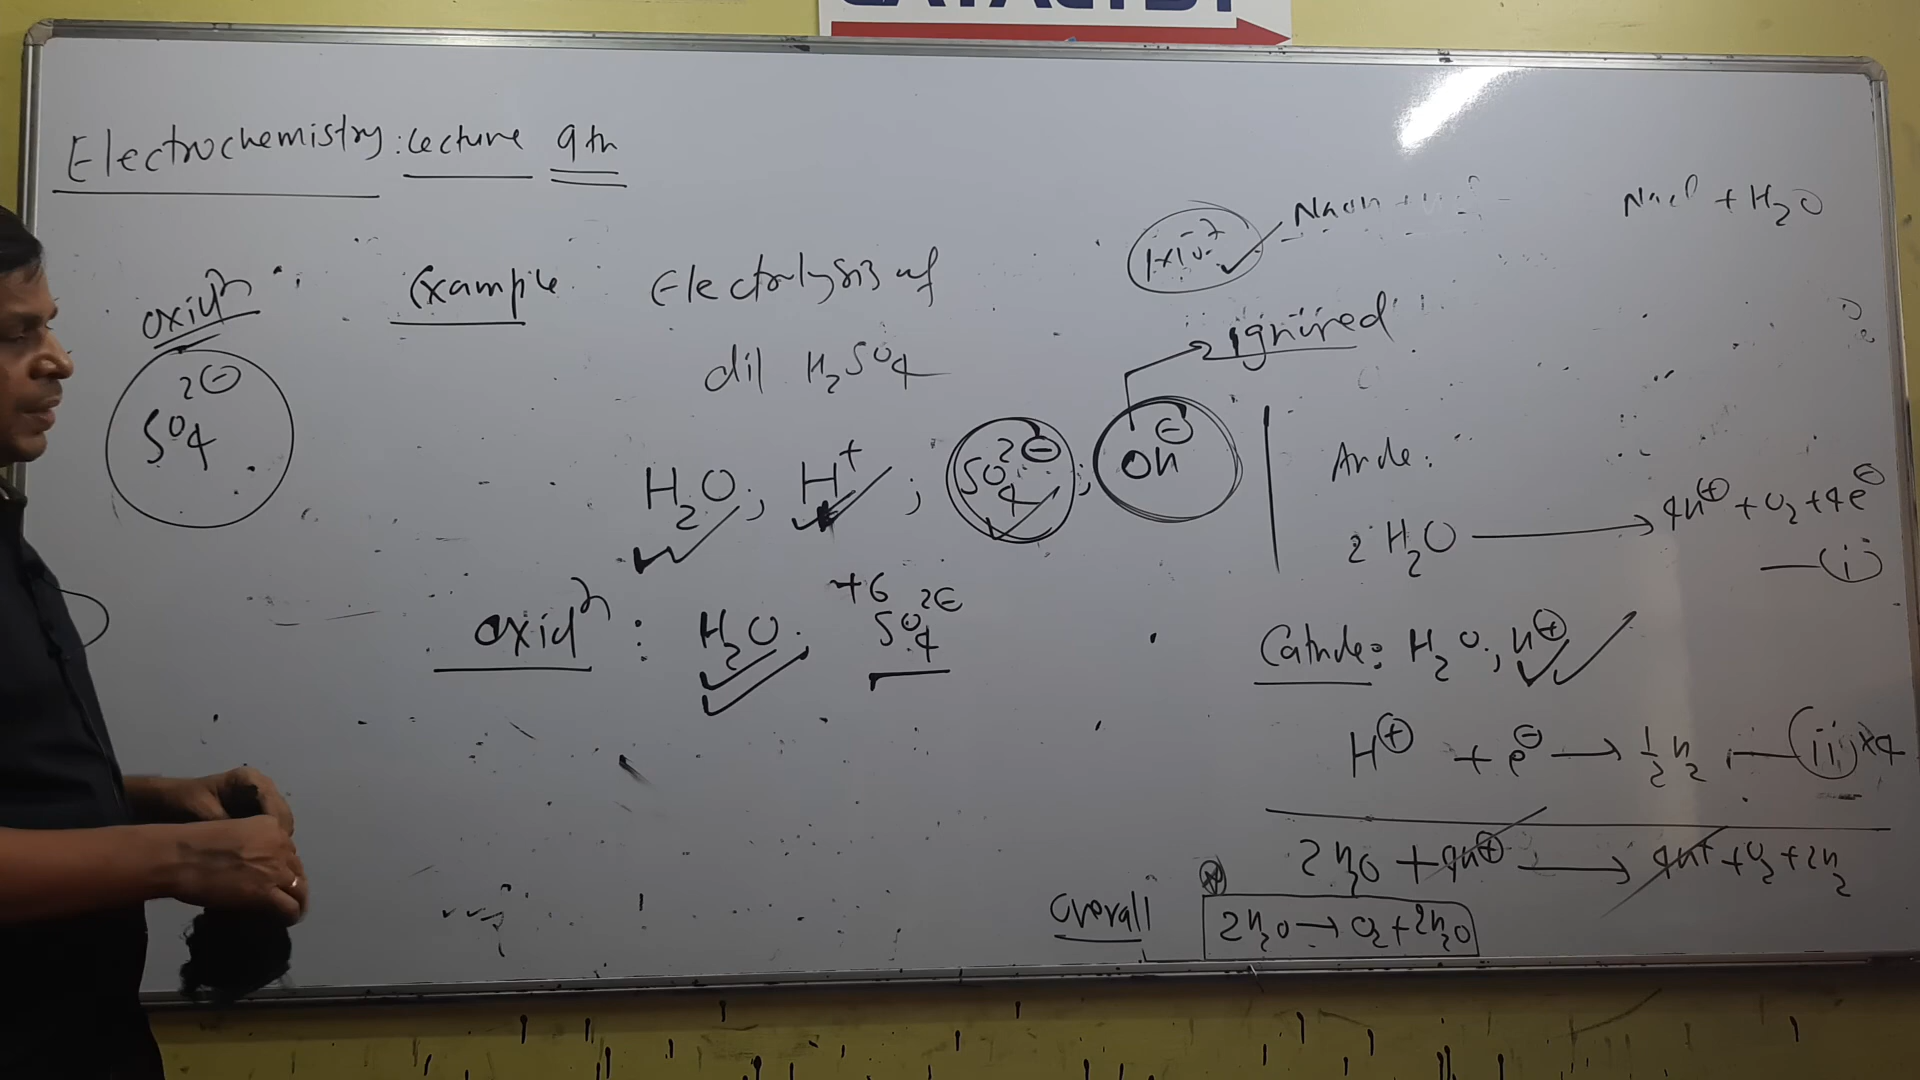 CATALYST
Electrochemistry: Lecture 9th
NaCl + H2O
1×10^-7 NaOH
oxidn
Example: Electrolysis of
ignired
dil H2SO4
SO4 2⊖
H2O; H+; SO4 2⊖; OH⊖
Anode:
2H2O → 4H⊕ + O2 + 4e⊖
—(i)
oxidn : H2O. +6 SO4 2⊖
Cathode: H2O, H⊕
H⊕ + e⊖ → 1/2 H2 —(ii)×4
2H2O + 4H⊕ → 4H+ + O2 + 2H2
overall 2H2O → O2 + 2H2O